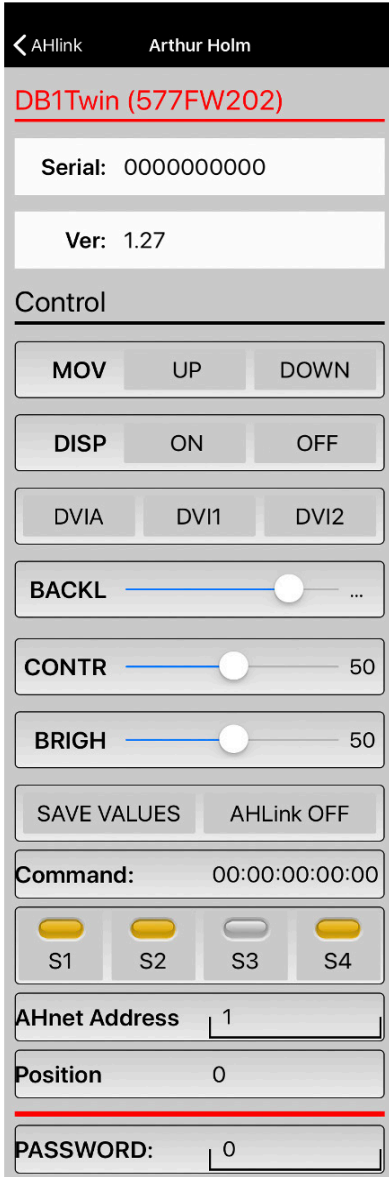 AHlink Arthur Holm
DB1Twin (577FW202)
Serial: 0000000000
Ver: 1.27
Control
MOV UP DOWN
DISP ON OFF
DVIA DVI1 DVI2
BACKL ...
CONTR 50
BRIGH 50
SAVE VALUES AHLink OFF
Command: 00:00:00:00:00
S1 S2 S3 S4
AHnet Address 1
Position 0
PASSWORD: 0